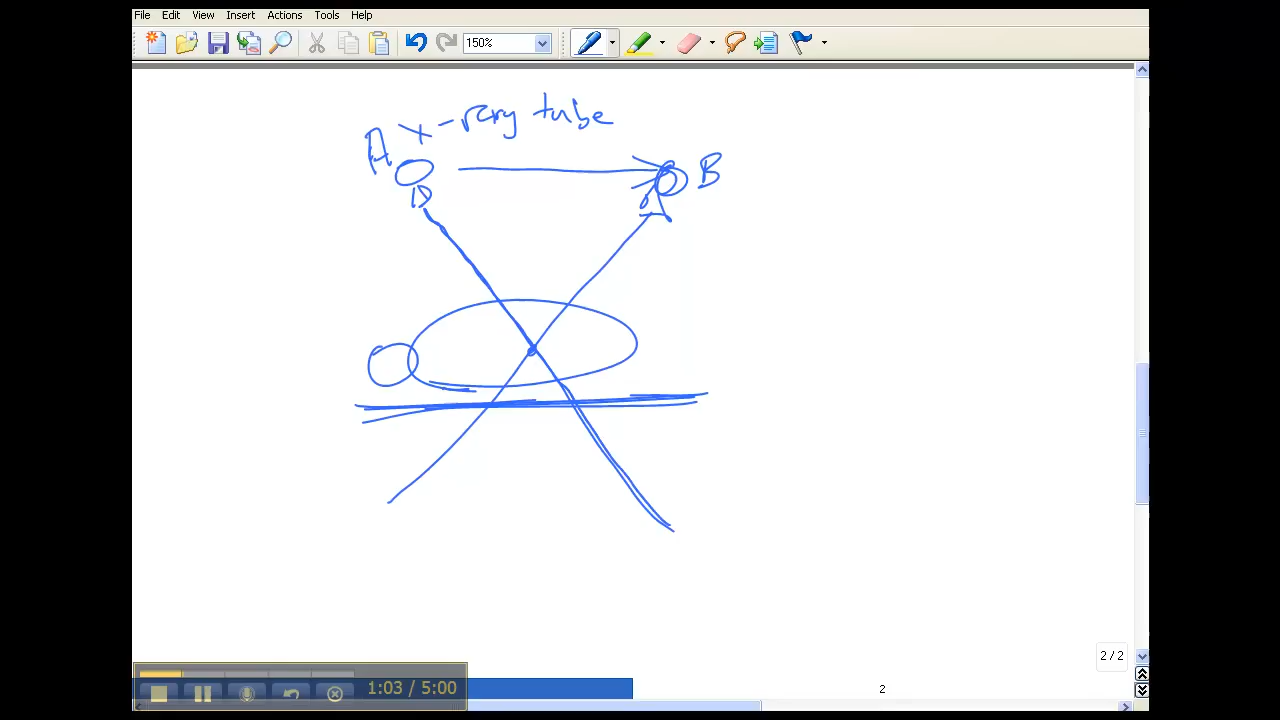 File Edit View Insert Actions Tools Help
150%
X-ray tube
A
B
2 / 2
1:03 / 5:00
2